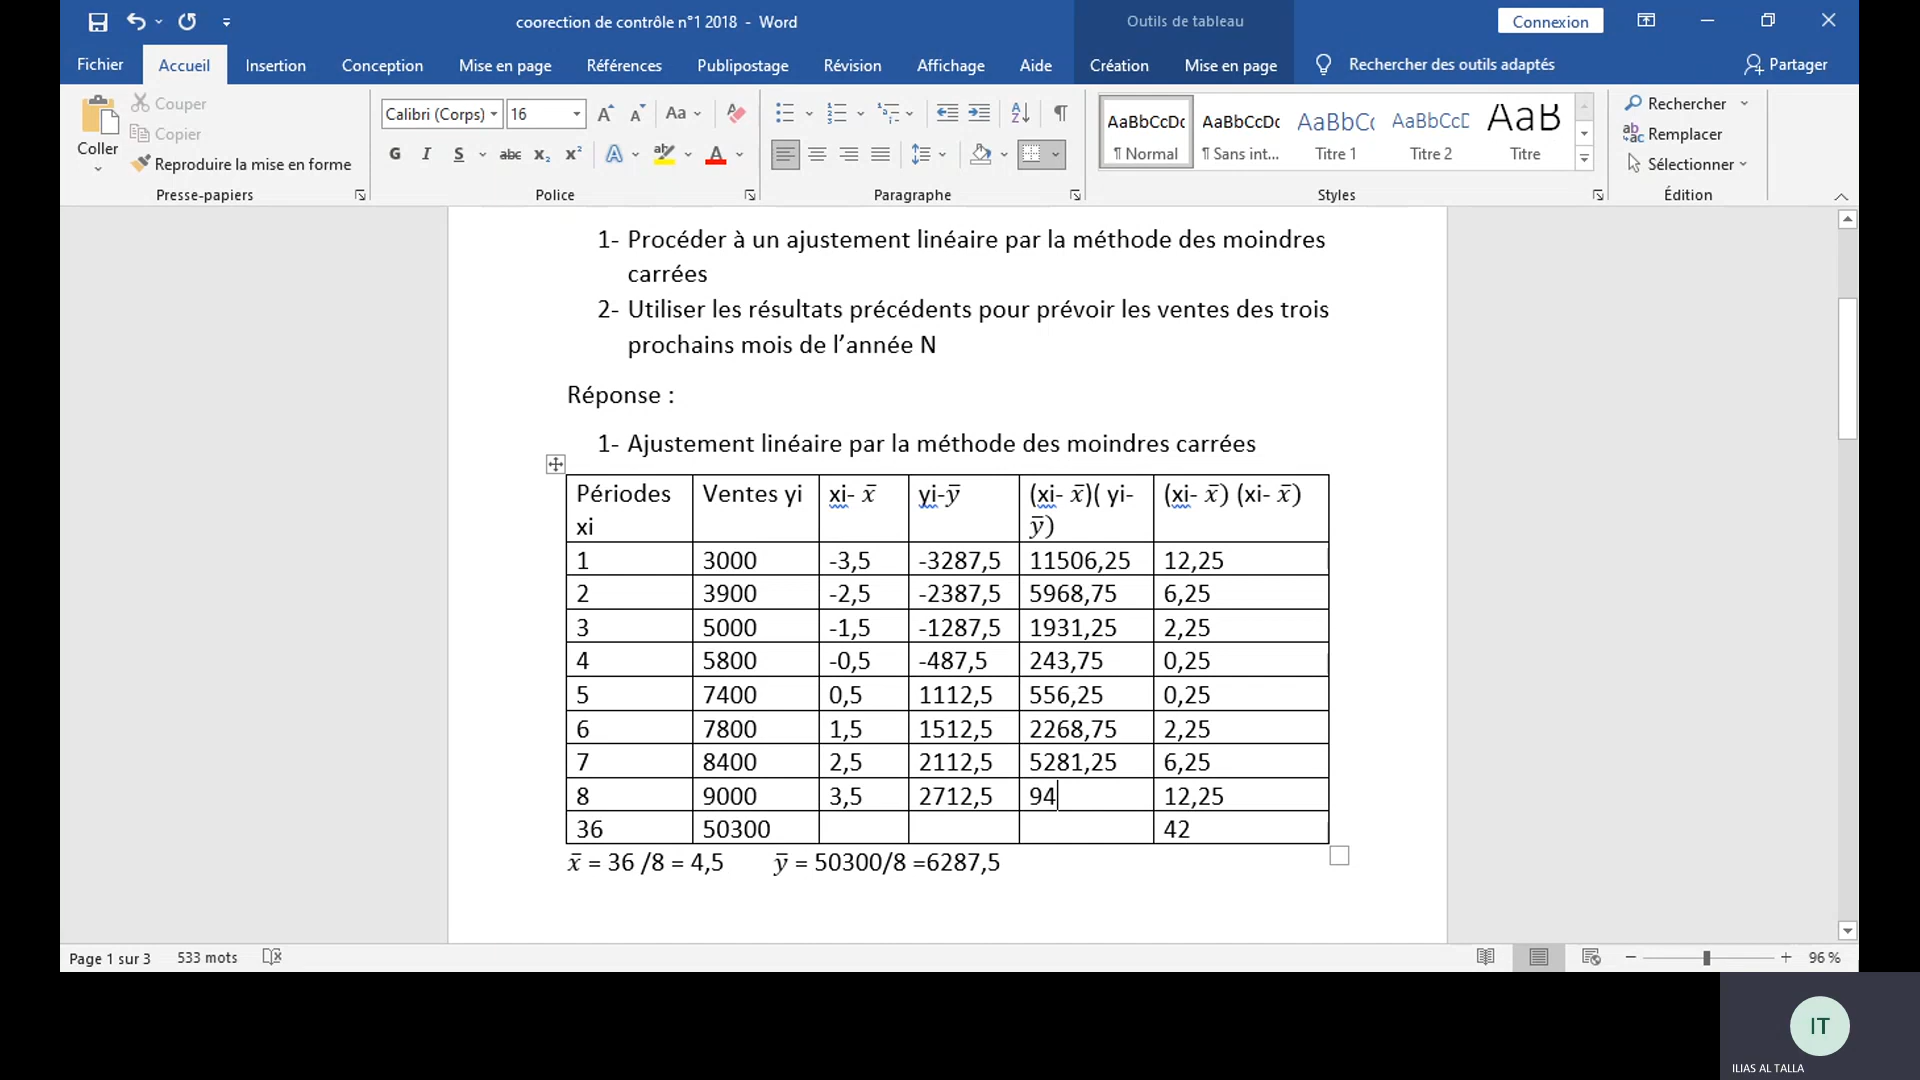 coorection de contrôle n°1 2018 - Word
Outils de tableau
Connexion
Fichier Accueil Insertion Conception Mise en page Références Publipostage Révision Affichage Aide Création Mise en page Rechercher des outils adaptés Partager
Coller
Couper
Copier
Reproduire la mise en forme
Presse-papiers
Calibri (Corps) 16 Aa
G I S abc x₂ x² A A
Police
Paragraphe
AaBbCcDc AaBbCcDc AaBbCc AaBbCcD AaB
¶ Normal ¶ Sans int... Titre 1 Titre 2 Titre
Styles
Rechercher
Remplacer
Sélectionner
Édition
1- Procéder à un ajustement linéaire par la méthode des moindres
carrées
2- Utiliser les résultats précédents pour prévoir les ventes des trois
prochains mois de l’année N
Réponse :
1- Ajustement linéaire par la méthode des moindres carrées
Périodes xi Ventes yi xi- x̅ yi-y̅ (xi- x̅)( yi- y̅) (xi- x̅) (xi- x̅)
1 3000 -3,5 -3287,5 11506,25 12,25
2 3900 -2,5 -2387,5 5968,75 6,25
3 5000 -1,5 -1287,5 1931,25 2,25
4 5800 -0,5 -487,5 243,75 0,25
5 7400 0,5 1112,5 556,25 0,25
6 7800 1,5 1512,5 2268,75 2,25
7 8400 2,5 2112,5 5281,25 6,25
8 9000 3,5 2712,5 94 12,25
36 50300 42
x̅ = 36 /8 = 4,5 y̅ = 50300/8 =6287,5
Page 1 sur 3 533 mots 96 %
IT
ILIAS AL TALLA